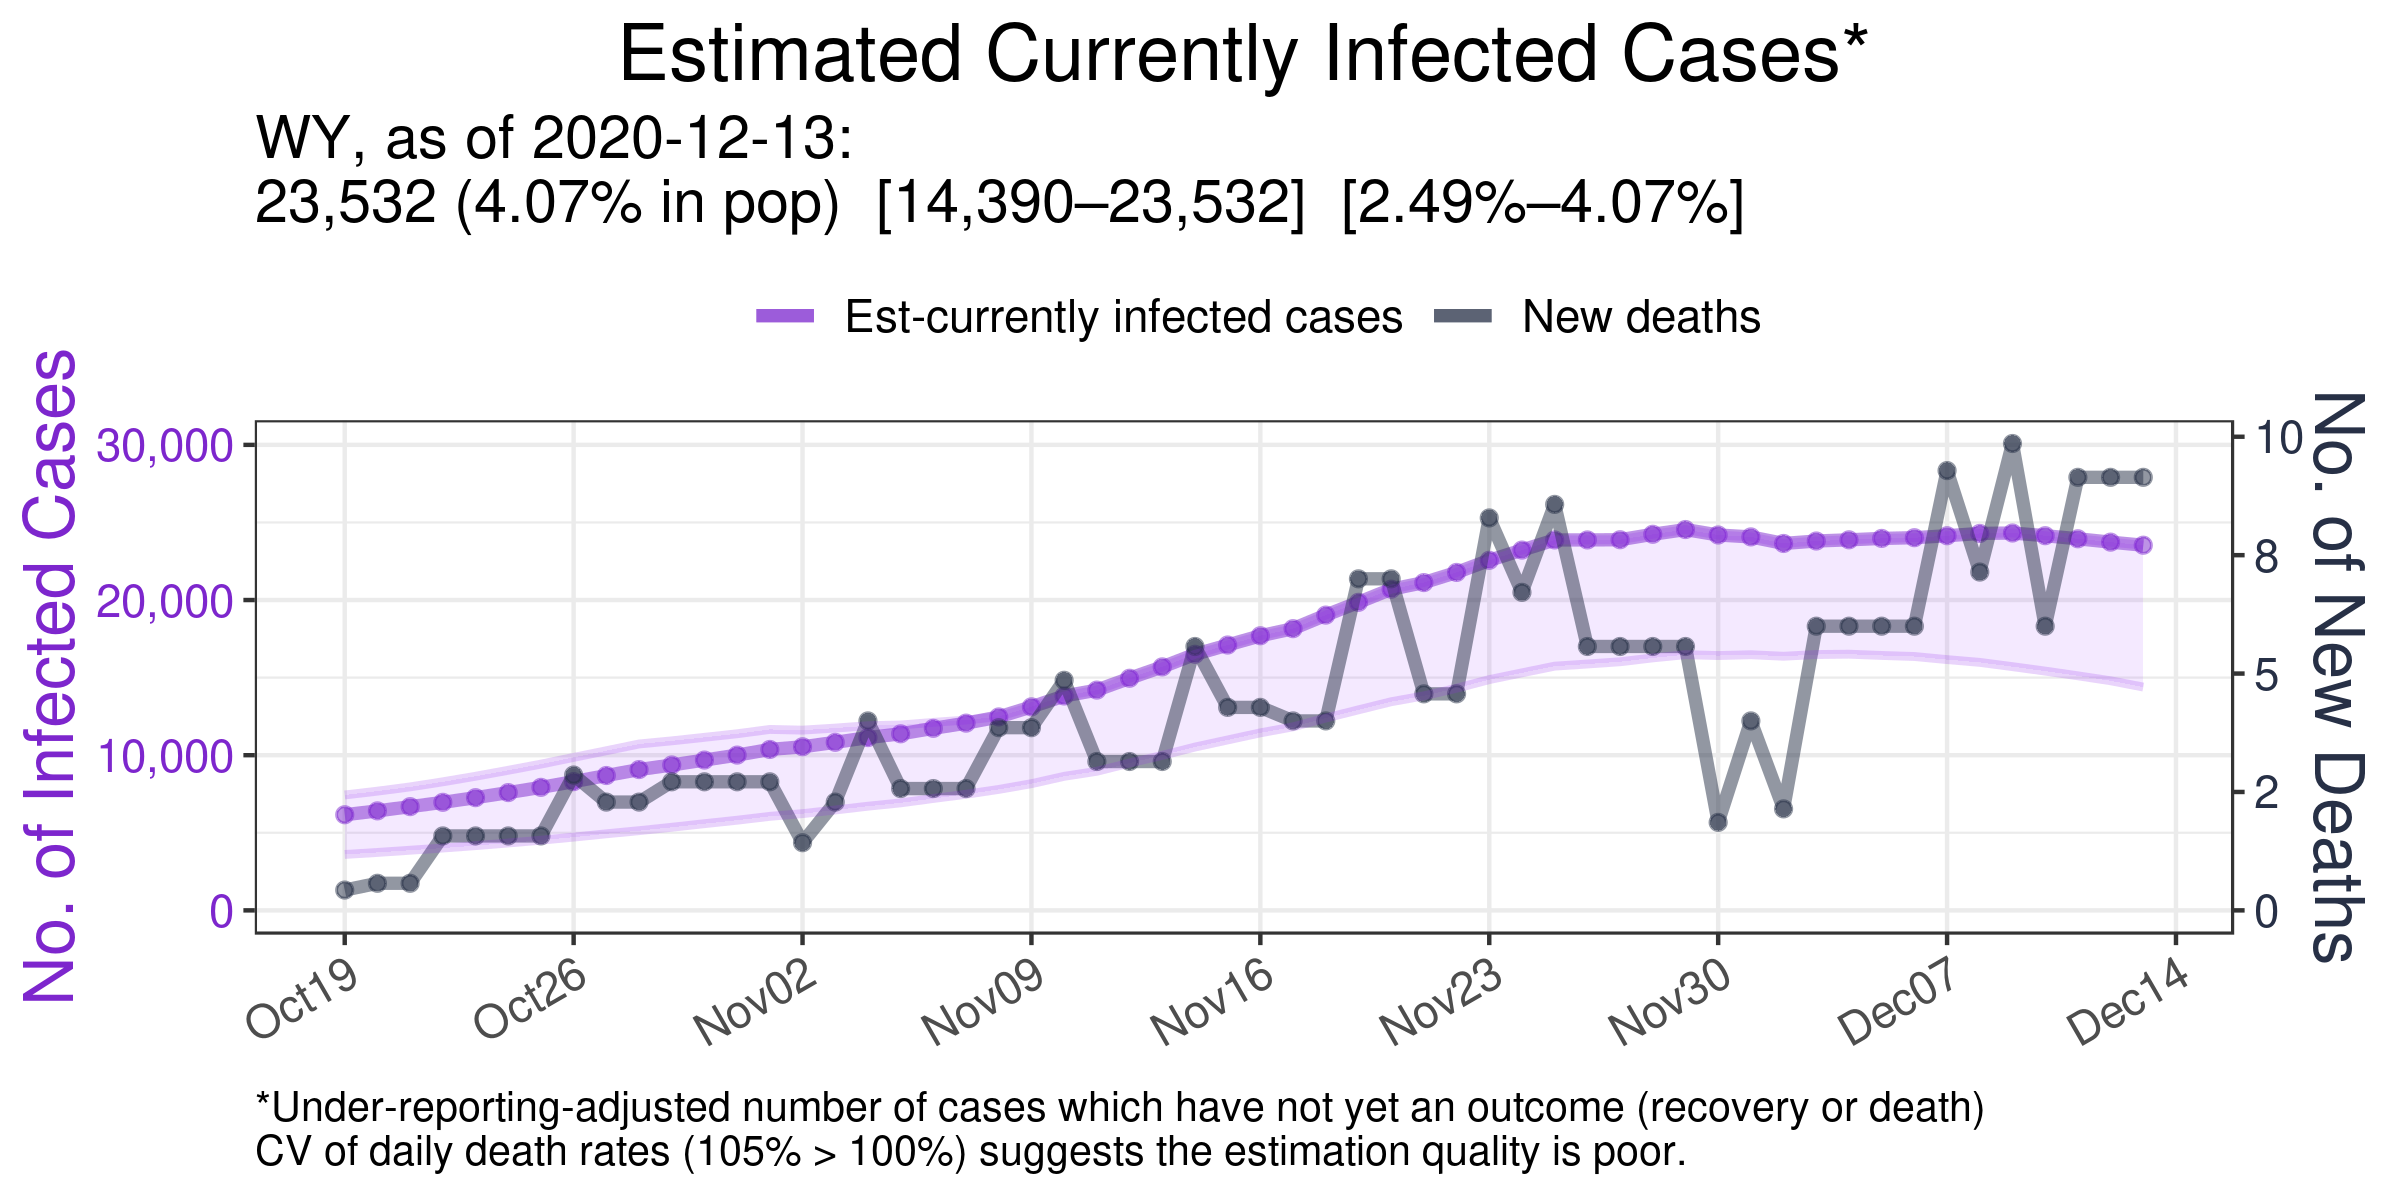 Estimated Currently Infected Cases*
WY, as of 2020-12-13:
23,532 (4.07% in pop)  [14,390–23,532]  [2.49%–4.07%]
Est-currently infected cases
New deaths
No. of Infected Cases
30,000
20,000
10,000
0
10
8
5
2
0
No. of New Deaths
Oct19
Oct26
Nov02
Nov09
Nov16
Nov23
Nov30
Dec07
Dec14
*Under-reporting-adjusted number of cases which have not yet an outcome (recovery or death)
CV of daily death rates (105% > 100%) suggests the estimation quality is poor.